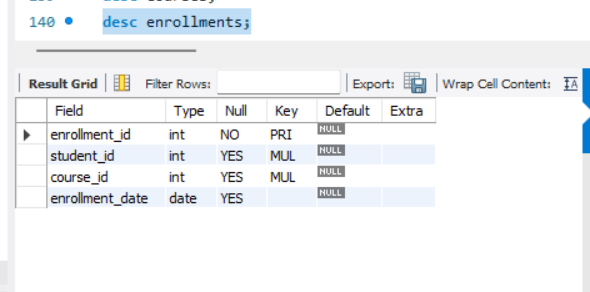 140 desc enrollments;
Result Grid Filter Rows: Export: Wrap Cell Content:
Field Type Null Key Default Extra
enrollment_id int NO PRI NULL
student_id int YES MUL NULL
course_id int YES MUL NULL
enrollment_date date YES NULL